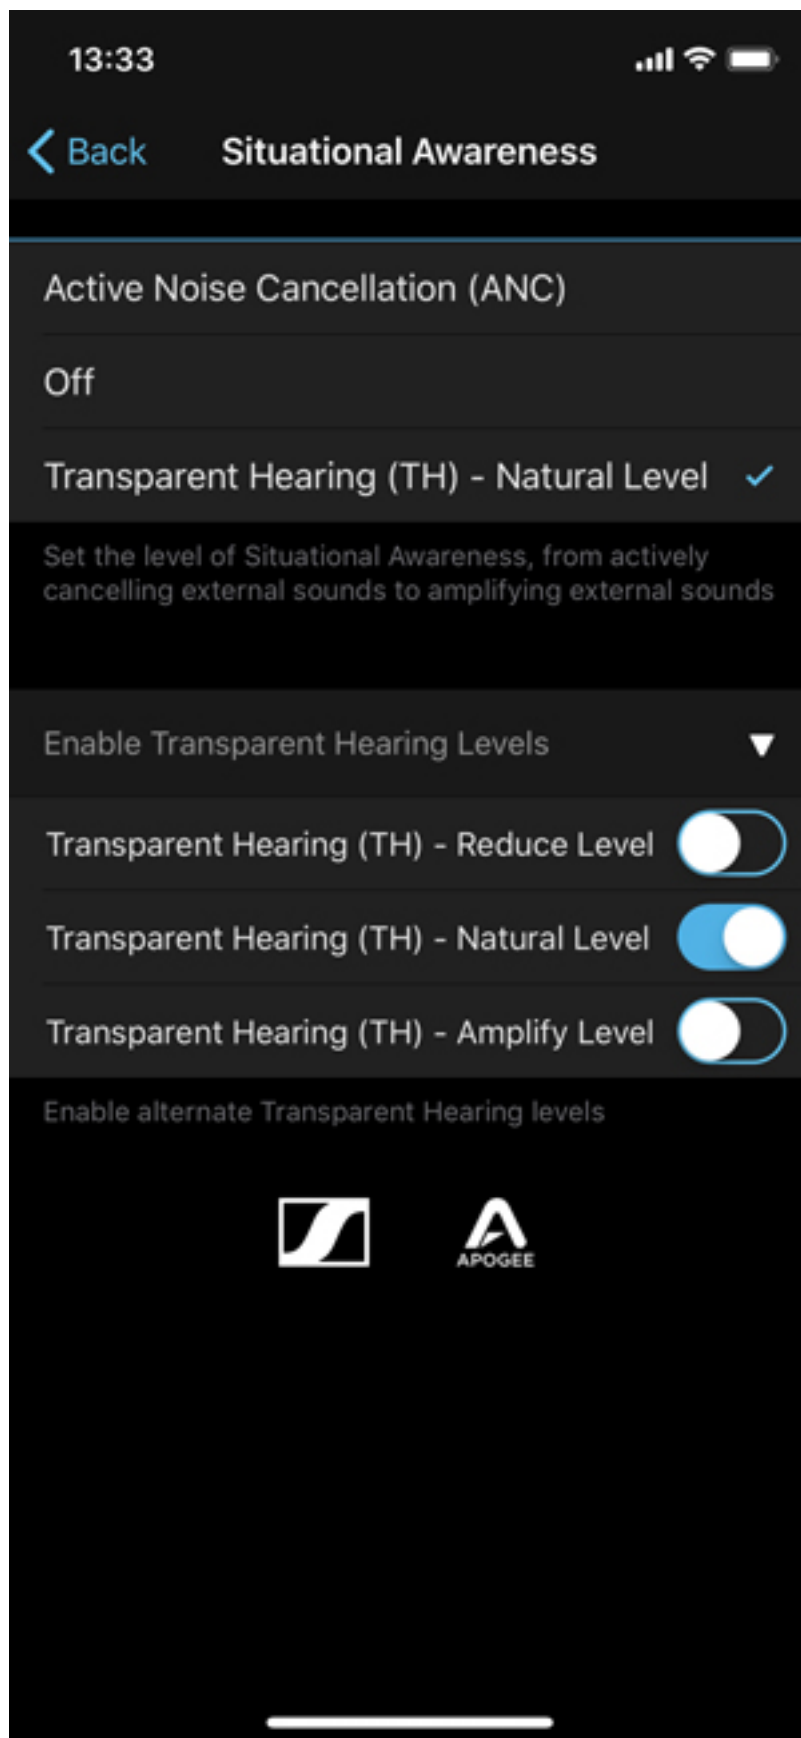 13:33
Back
Situational Awareness
Active Noise Cancellation (ANC)
Off
Transparent Hearing (TH) - Natural Level
Set the level of Situational Awareness, from actively
cancelling external sounds to amplifying external sounds
Enable Transparent Hearing Levels
Transparent Hearing (TH) - Reduce Level
Transparent Hearing (TH) - Natural Level
Transparent Hearing (TH) - Amplify Level
Enable alternate Transparent Hearing levels
APOGEE